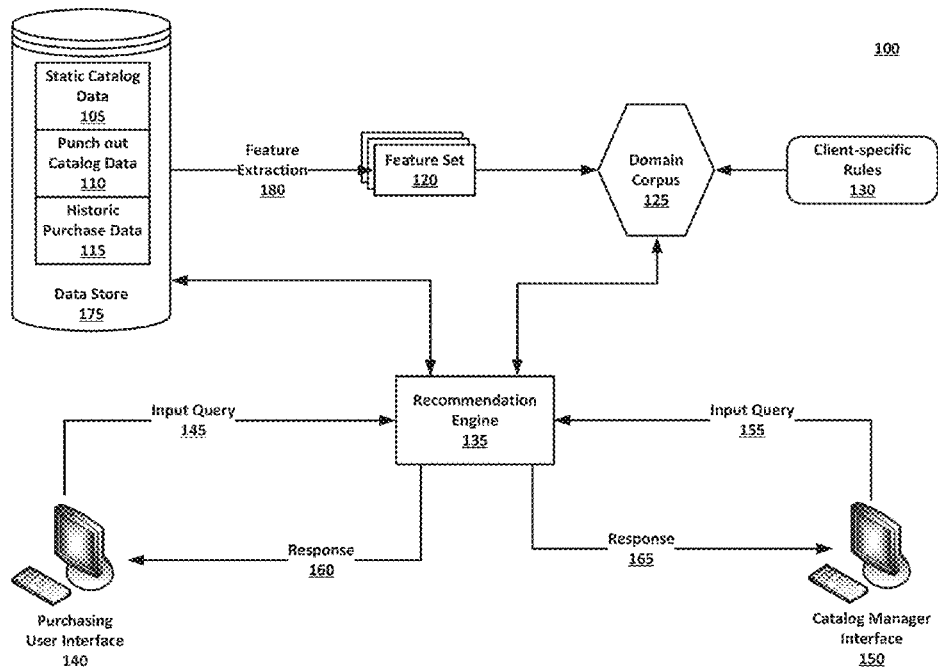 100
Static Catalog
Data
105
Punch out
Catalog Data
110
Historic
Purchase Data
115
Data Store
175
Feature
Extraction
180
Feature Set
120
Domain
Corpus
125
Client-specific
Rules
130
Recommendation
Engine
135
Input Query
145
Input Query
155
Response
160
Response
165
Purchasing
User Interface
140
Catalog Manager
Interface
150